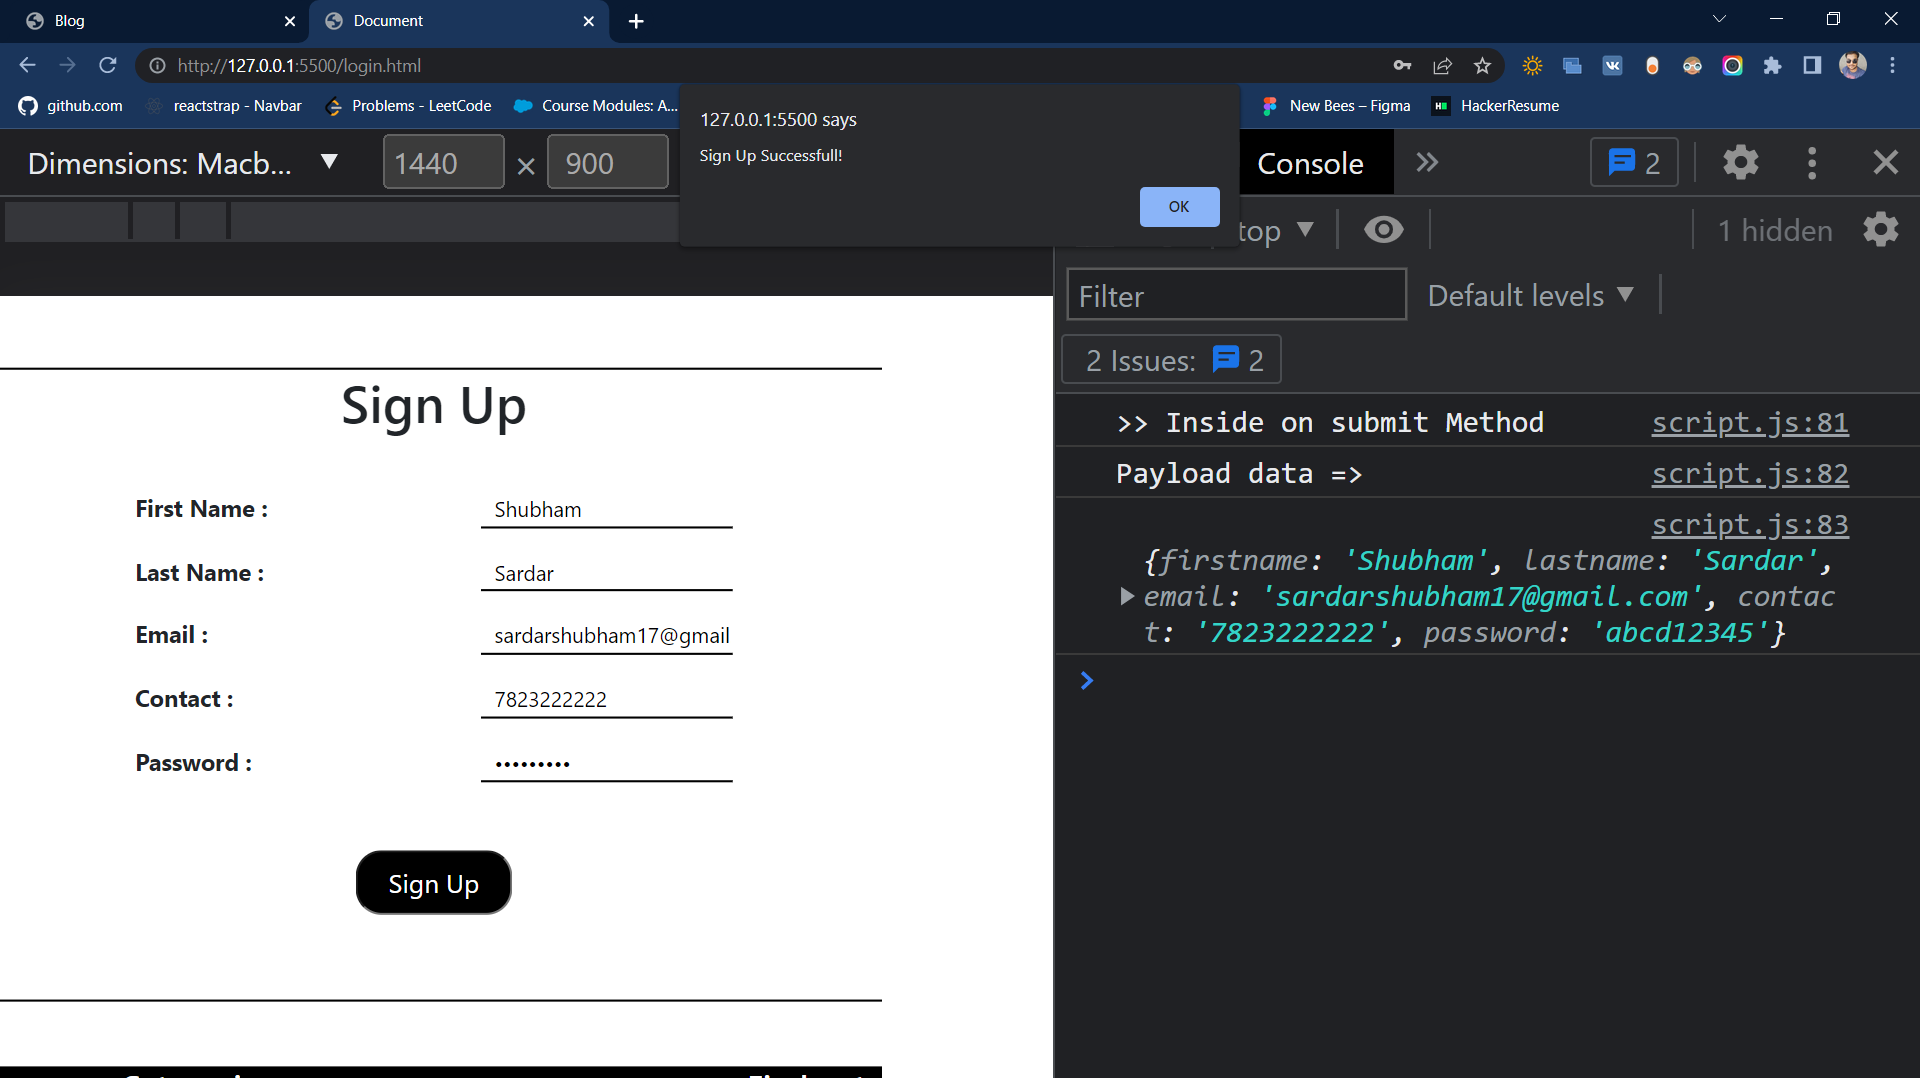 Blog
Document
http://127.0.0.1:5500/login.html
github.com
reactstrap - Navbar
Problems - LeetCode
Course Modules: A...
New Bees – Figma
HackerResume
127.0.0.1:5500 says
Sign Up Successfull!
OK
Dimensions: Macb... ▼ 1440 × 900
Console
2
top ▼
1 hidden
Filter
Default levels ▼
2 Issues: 2
>> Inside on submit Method script.js:81
Payload data => script.js:82
script.js:83
{firstname: 'Shubham', lastname: 'Sardar',
email: 'sardarshubham17@gmail.com', contac
t: '7823222222', password: 'abcd12345'}
Sign Up
First Name : Shubham
Last Name : Sardar
Email : sardarshubham17@gmail
Contact : 7823222222
Password : •••••••••
Sign Up